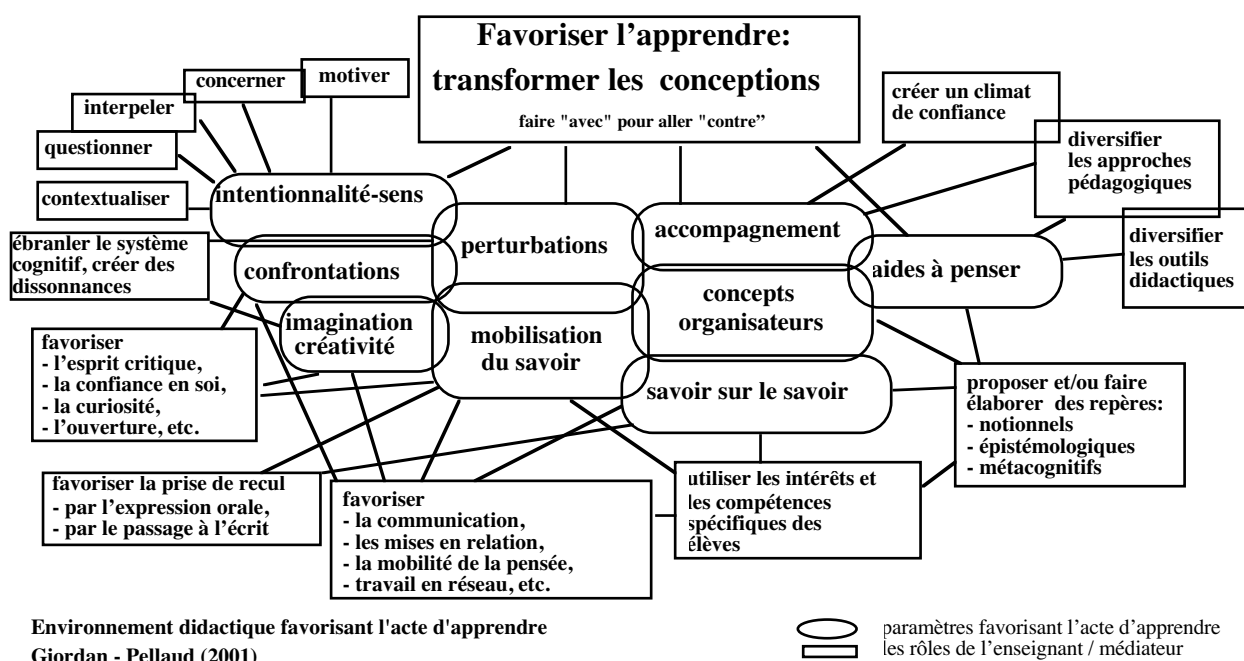 Favoriser l'apprendre:
transformer les conceptions
faire "avec" pour aller "contre”
motiver
concerner
interpeler
questionner
contextualiser
créer un climat
de confiance
diversifier
les approches
pédagogiques
diversifier
les outils
didactiques
intentionnalité-sens
perturbations
accompagnement
aides à penser
confrontations
ébranler le système
cognitif, créer des
dissonnances
imagination
créativité
mobilisation
du savoir
concepts
organisateurs
savoir sur le savoir
favoriser
- l'esprit critique,
- la confiance en soi,
- la curiosité,
- l'ouverture, etc.
proposer et/ou faire
élaborer des repères:
- notionnels
- épistémologiques
- métacognitifs
favoriser la prise de recul
- par l'expression orale,
- par le passage à l'écrit
favoriser
- la communication,
- les mises en relation,
- la mobilité de la pensée,
- travail en réseau, etc.
utiliser les intérêts et
les compétences
spécifiques des
élèves
Environnement didactique favorisant l'acte d'apprendre
Giordan - Pellaud (2001)
paramètres favorisant l'acte d'apprendre
les rôles de l'enseignant / médiateur